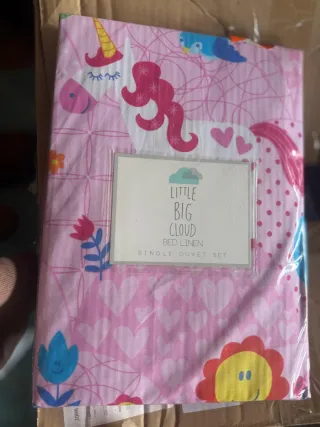 LITTLE
BIG
CLOUD
BED LINEN
SINGLE DUVET SET